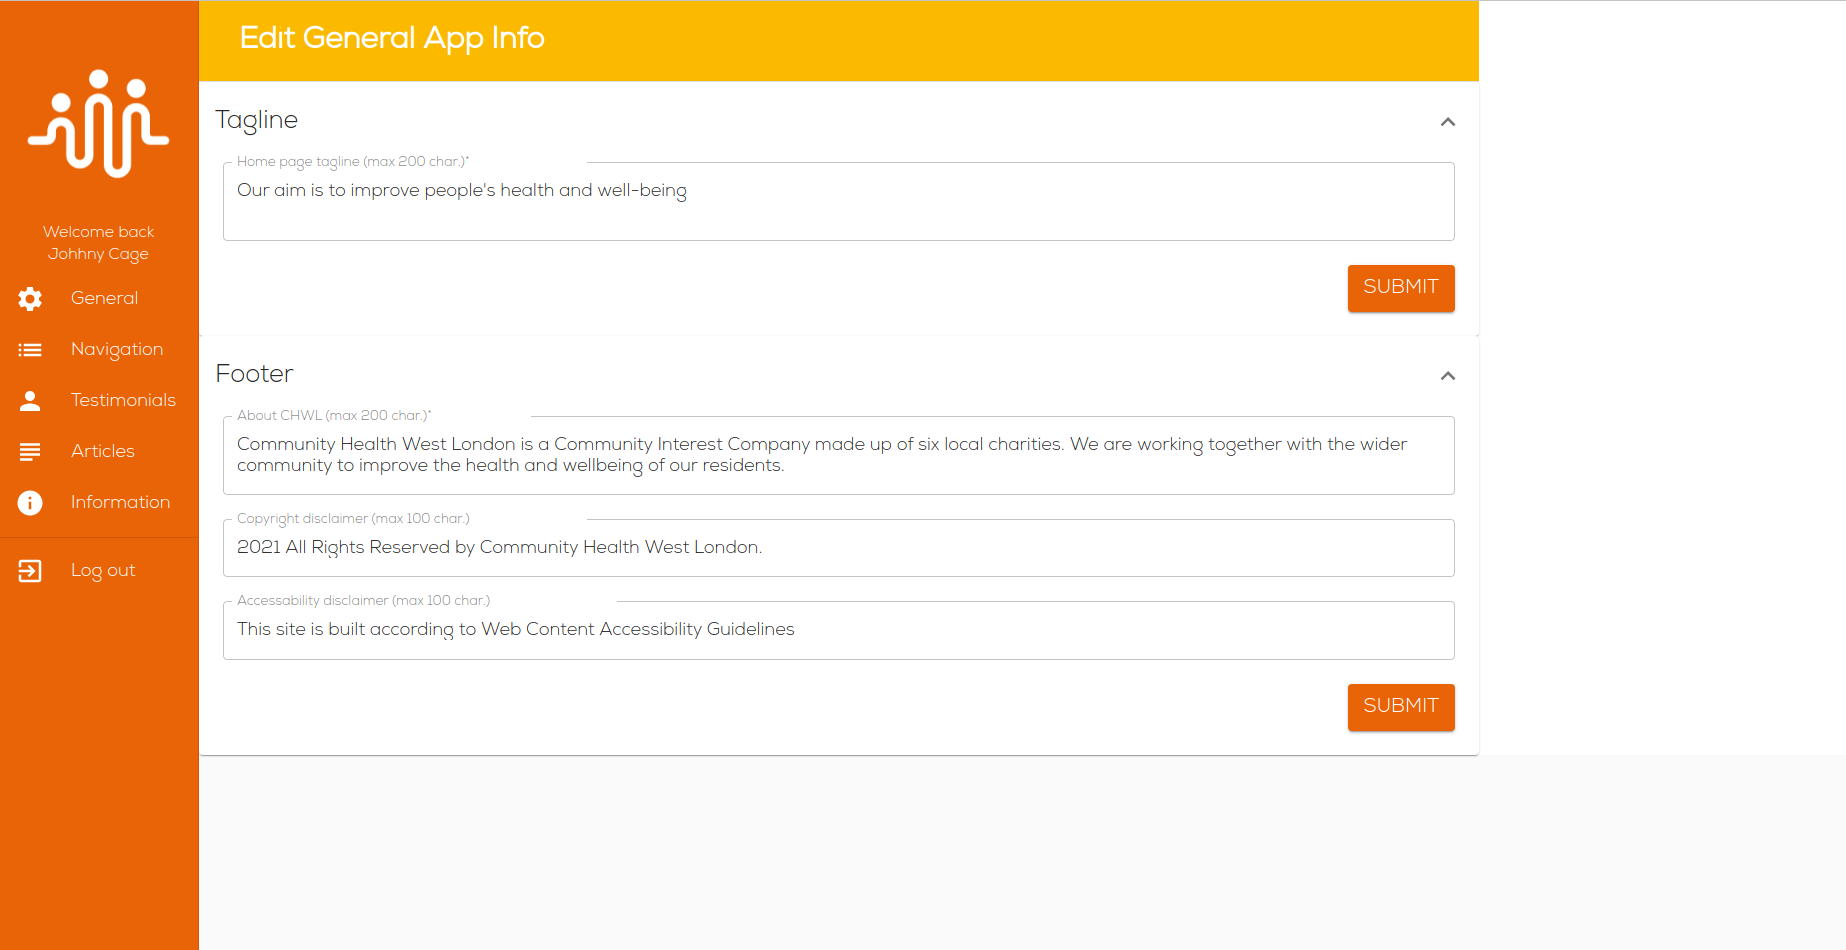 Edit General App Info
Welcome back
Johhny Cage
General
Navigation
Testimonials
Articles
Information
Log out
Tagline
Home page tagline (max 200 char.)*
Our aim is to improve people's health and well-being
SUBMIT
Footer
About CHWL (max 200 char.)*
Community Health West London is a Community Interest Company made up of six local charities. We are working together with the wider
community to improve the health and wellbeing of our residents.
Copyright disclaimer (max 100 char.)
2021 All Rights Reserved by Community Health West London.
Accessability disclaimer (max 100 char.)
This site is built according to Web Content Accessibility Guidelines
SUBMIT